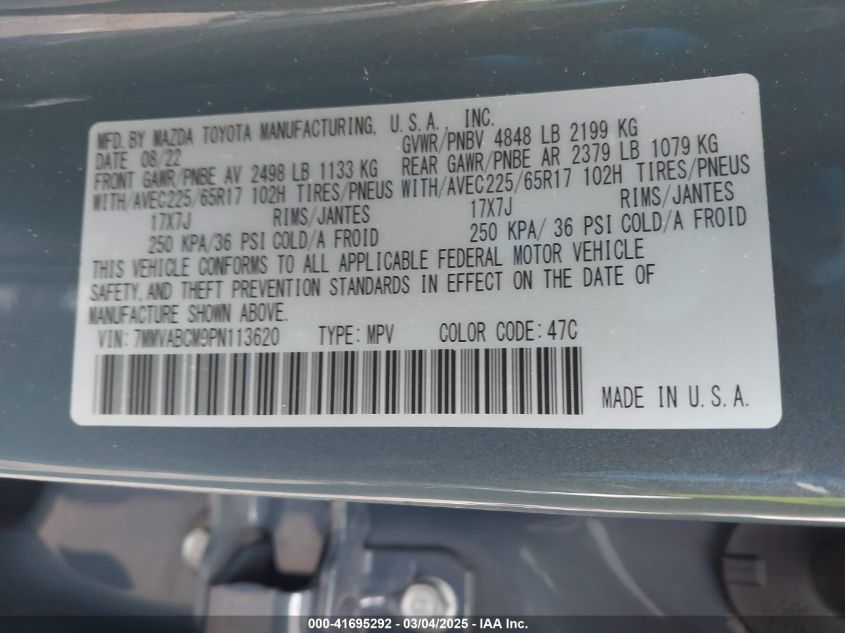 MFD. BY MAZDA TOYOTA MANUFACTURING, U.S.A., INC.
DATE 08/22 GVWR/PNBV 4848 LB 2199 KG
FRONT GAWR/PNBE AV 2498 LB 1133 KG REAR GAWR/PNBE AR 2379 LB 1079 KG
WITH/AVEC225/65R17 102H TIRES/PNEUS WITH/AVEC225/65R17 102H TIRES/PNEUS
17X7J RIMS/JANTES 17X7J RIMS/JANTES
250 KPA/36 PSI COLD/A FROID 250 KPA/ 36 PSI COLD/A FROID
THIS VEHICLE CONFORMS TO ALL APPLICABLE FEDERAL MOTOR VEHICLE
SAFETY,AND THEFT PREVENTION STANDARDS IN EFFECT ON THE DATE OF
MANUFACTURE SHOWN ABOVE.
VIN: 7MMVABCM9PN113620 TYPE: MPV COLOR CODE: 47C
MADE IN U.S.A.
000-41695292 - 03/04/2025 - IAA Inc.